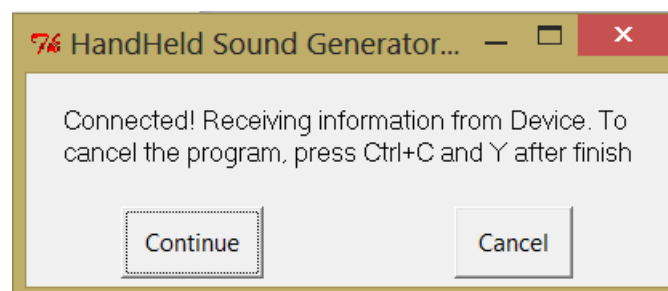 HandHeld Sound Generator...
Connected! Receiving information from Device. To
cancel the program, press Ctrl+C and Y after finish
Continue Cancel